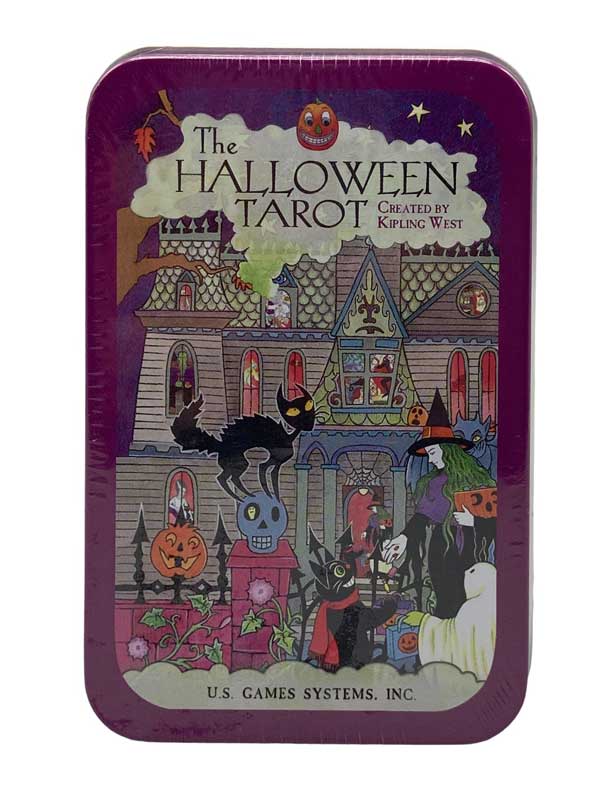 The
HALLOWEEN
TAROT
CREATED BY
KIPLING WEST
U.S. GAMES SYSTEMS, INC.